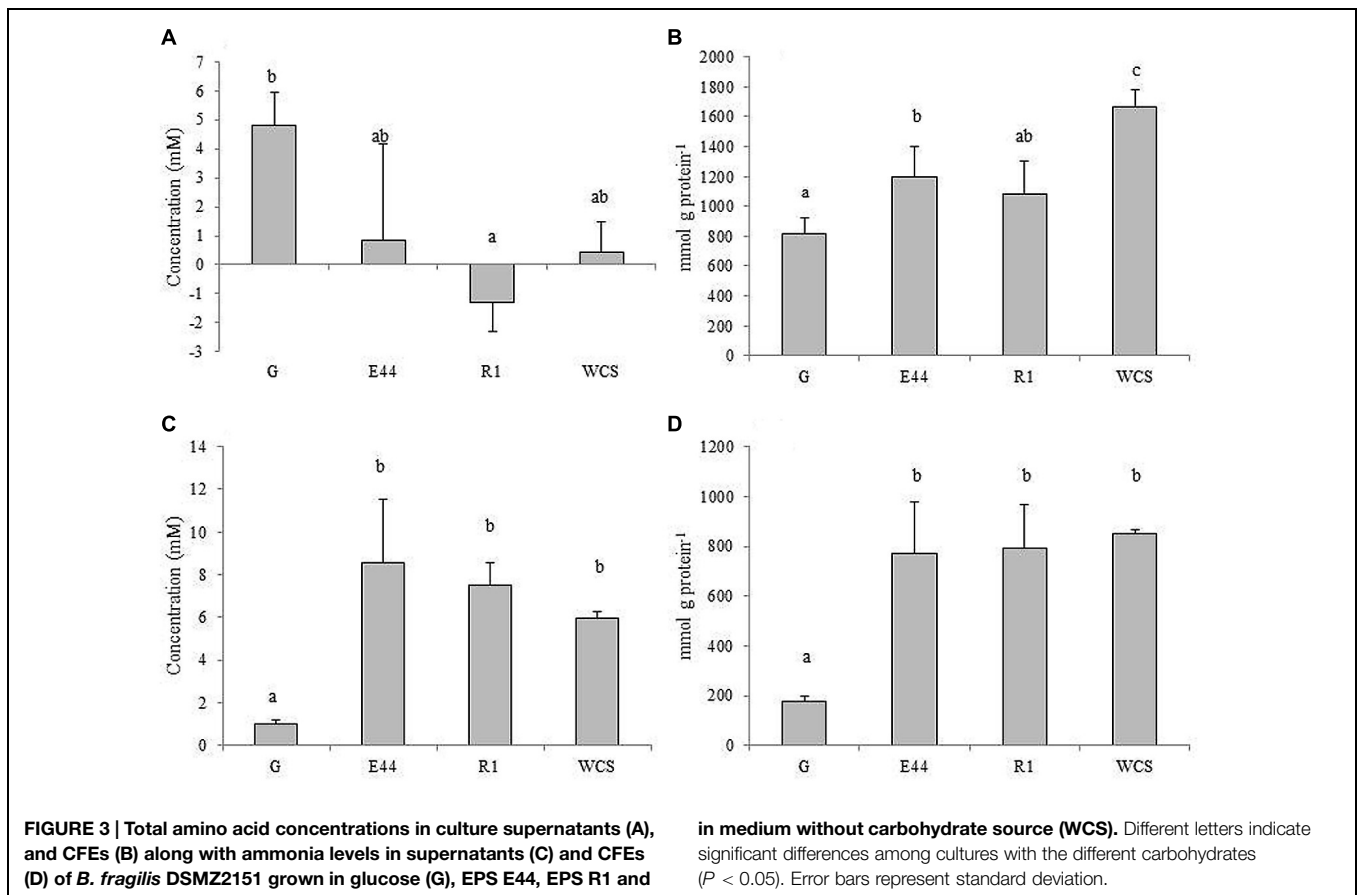 A
Concentration (mM)
7
6
5
4
3
2
1
0
-1
-2
-3
b
ab
a
ab
G E44 R1 WCS
B
mmol g protein-1
2000
1800
1600
1400
1200
1000
800
600
400
200
0
a
b
ab
c
G E44 R1 WCS
C
Concentration (mM)
14
12
10
8
6
4
2
0
a
b
b
b
G E44 R1 WCS
D
mmol g protein-1
1200
1000
800
600
400
200
0
a
b
b
b
G E44 R1 WCS
FIGURE 3 | Total amino acid concentrations in culture supernatants (A),
and CFEs (B) along with ammonia levels in supernatants (C) and CFEs
(D) of B. fragilis DSMZ2151 grown in glucose (G), EPS E44, EPS R1 and
in medium without carbohydrate source (WCS). Different letters indicate
significant differences among cultures with the different carbohydrates
(P < 0.05). Error bars represent standard deviation.